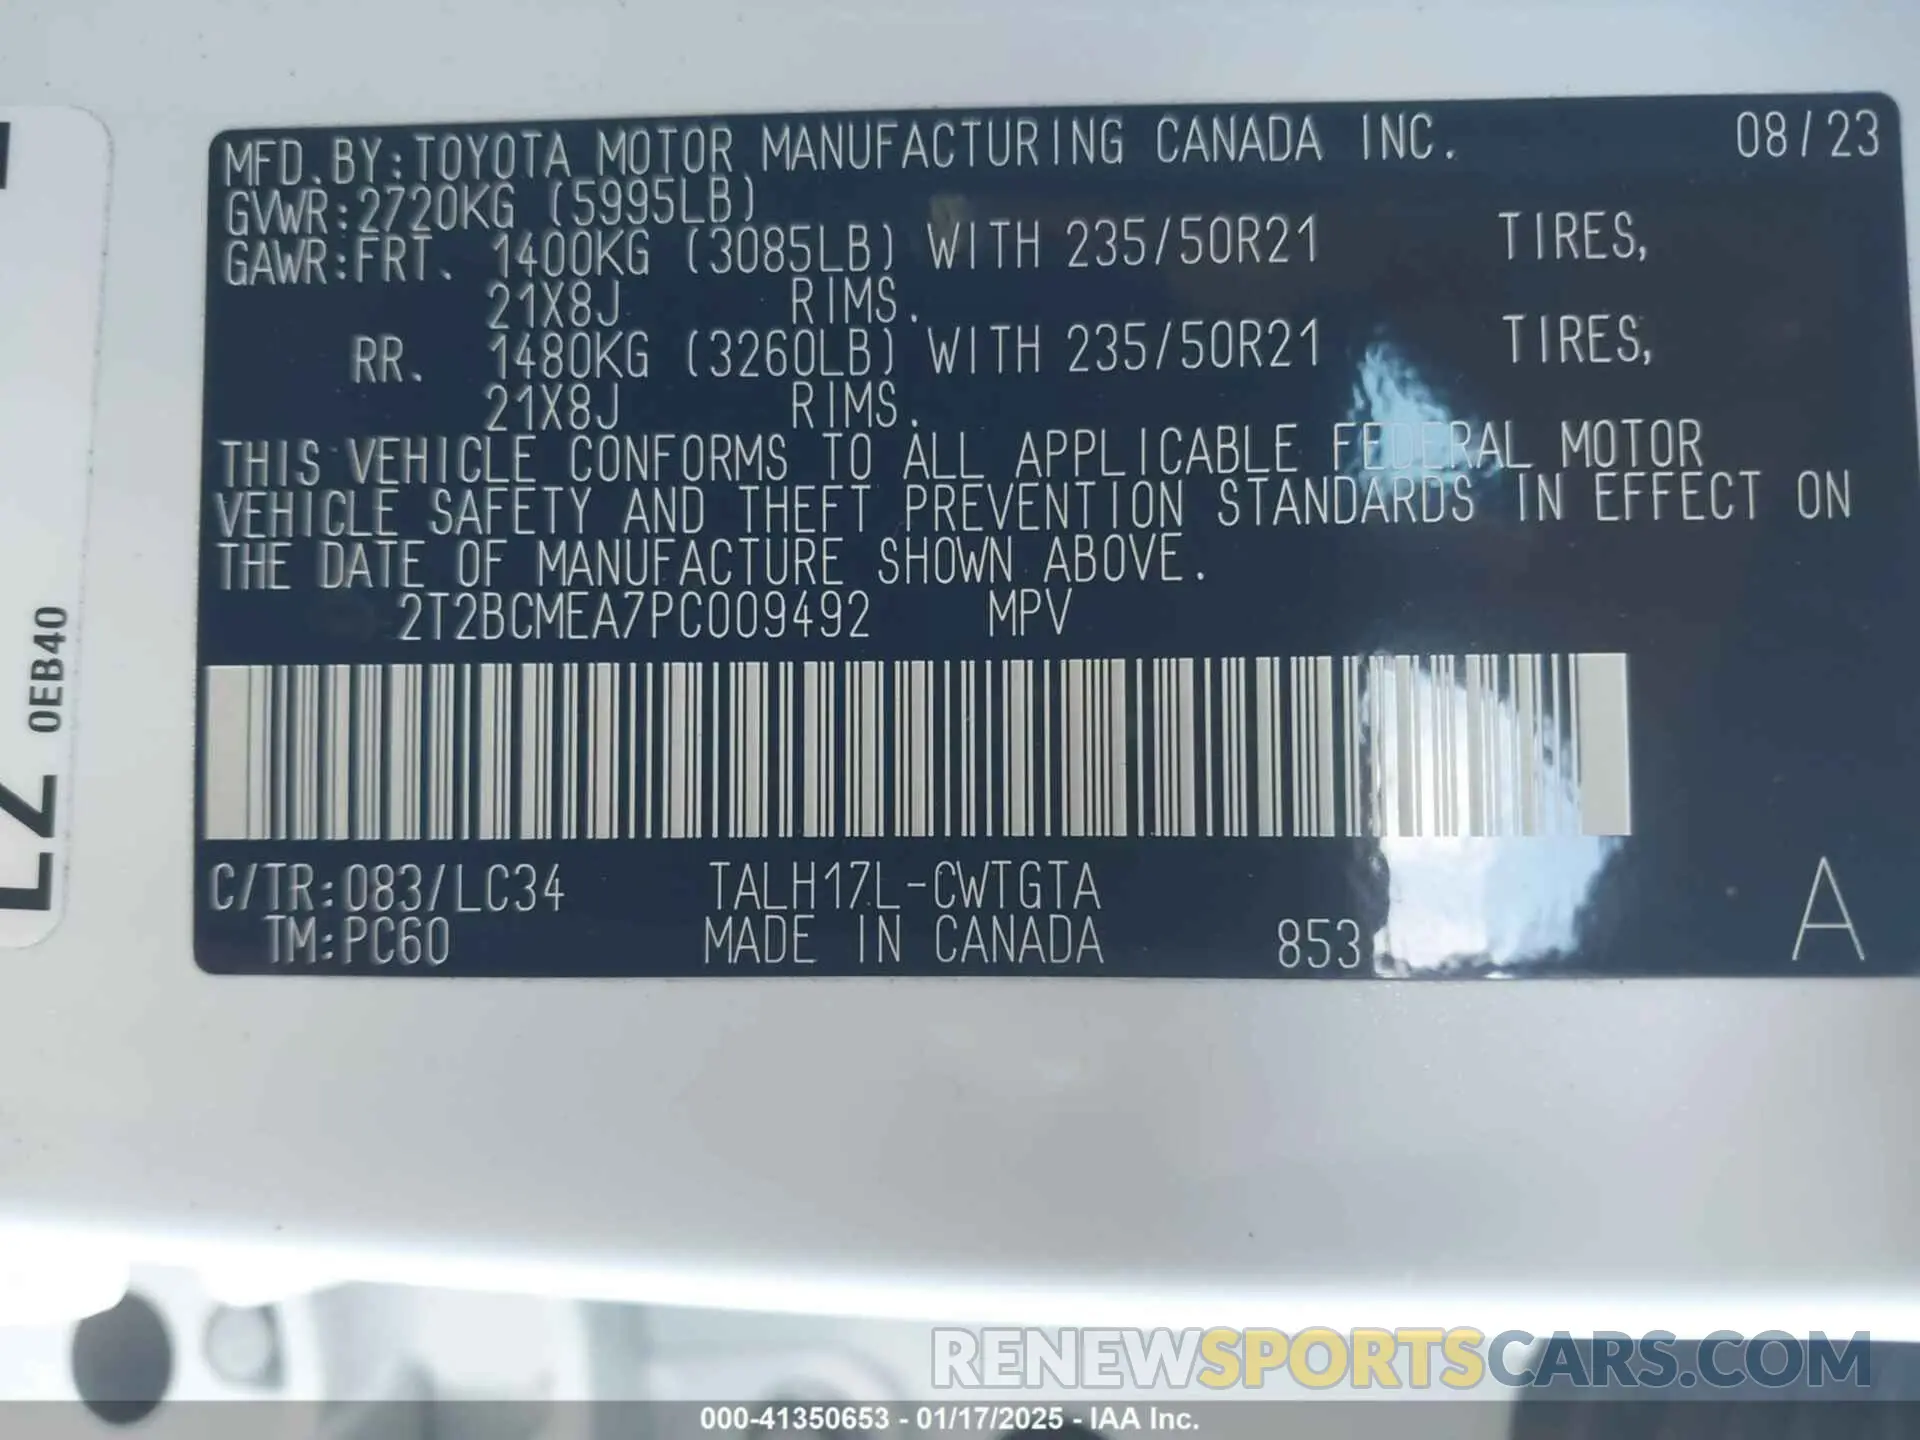 MFD. BY: TOYOTA MOTOR MANUFACTURING CANADA INC. 08/23
GVWR: 2720KG (5995LB)
GAWR: FRT. 1400KG (3085LB) WITH 235/50R21 TIRES,
21X8J RIMS.
RR. 1480KG (3260LB) WITH 235/50R21 TIRES,
21X8J RIMS.
THIS VEHICLE CONFORMS TO ALL APPLICABLE FEDERAL MOTOR
VEHICLE SAFETY AND THEFT PREVENTION STANDARDS IN EFFECT ON
THE DATE OF MANUFACTURE SHOWN ABOVE.
2T2BCMEA7PC009492 MPV
C/TR: 083/LC34 TALH17L-CWTGTA A
TM: PC60 MADE IN CANADA 853
0EB40
RENEWSPORTSCARS.COM
000-41350653 - 01/17/2025 - IAA Inc.